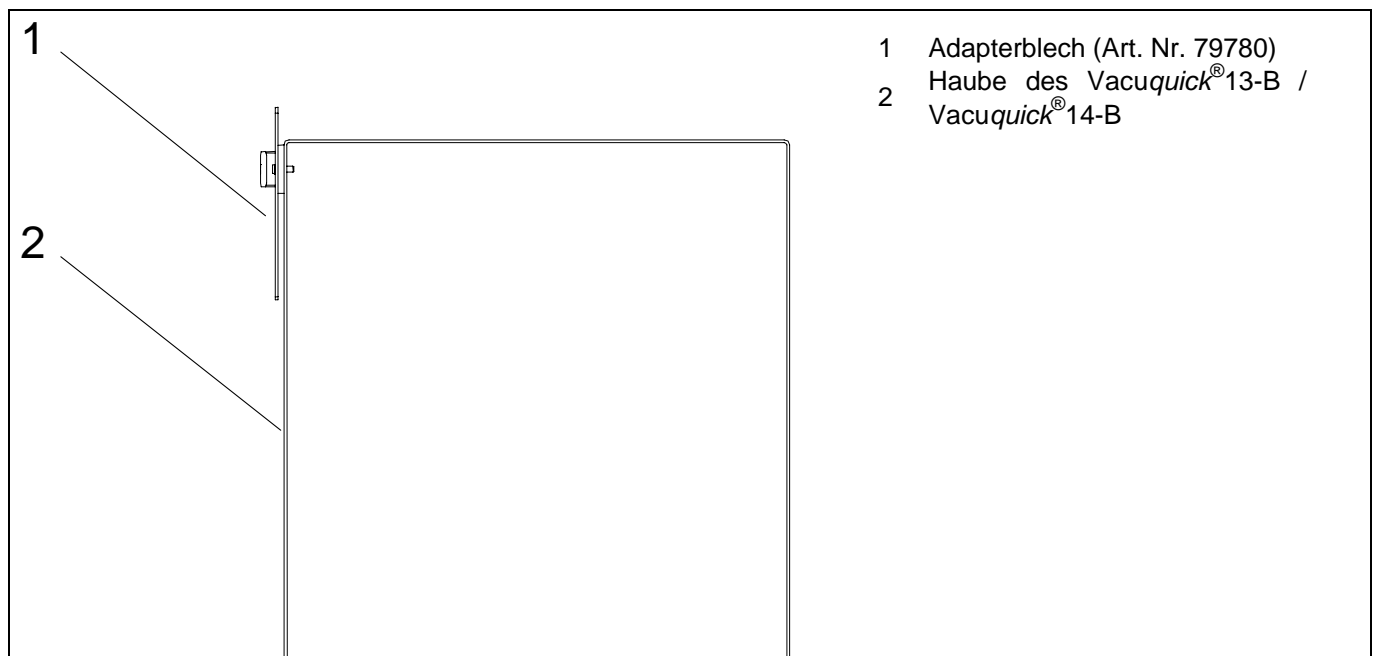 1
2
1 Adapterblech (Art. Nr. 79780)
2 Haube des Vacuquick®13-B /
Vacuquick®14-B